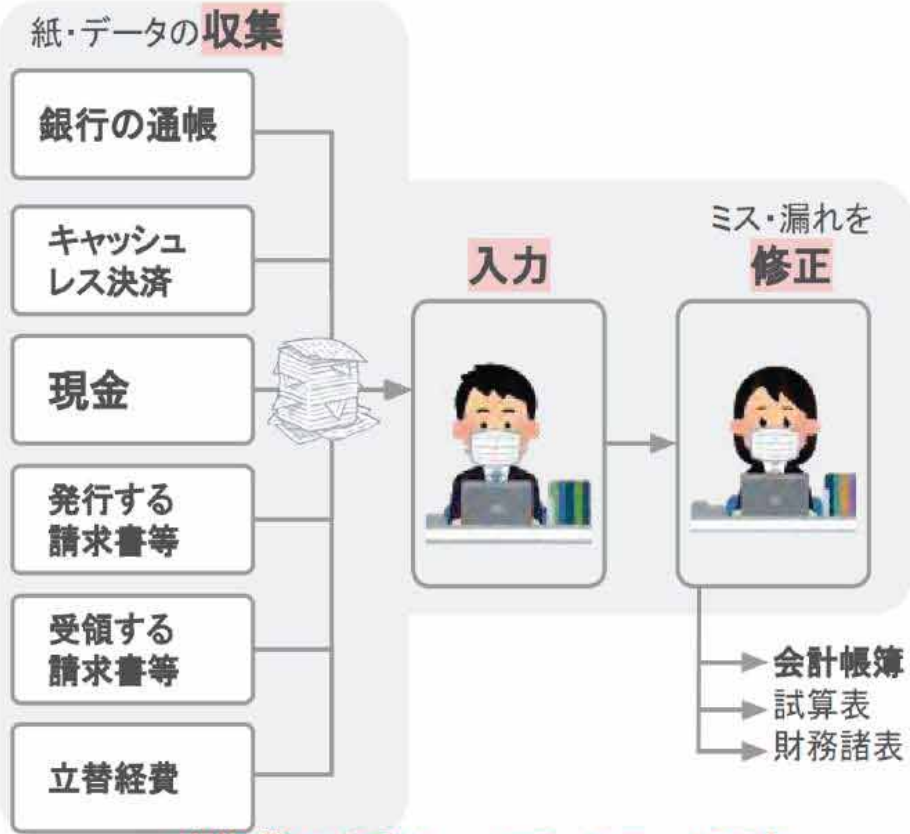 紙・データの収集
銀行の通帳
キャッシュ
レス決済
現金
発行する
請求書等
受領する
請求書等
立替経費
入力
ミス・漏れを
修正
会計帳簿
試算表
財務諸表